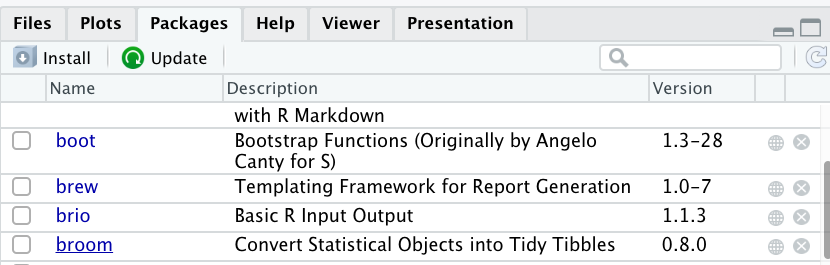 Files Plots Packages Help Viewer Presentation
Install Update
Name Description Version
with R Markdown
boot Bootstrap Functions (Originally by Angelo 1.3-28
Canty for S)
brew Templating Framework for Report Generation 1.0-7
brio Basic R Input Output 1.1.3
broom Convert Statistical Objects into Tidy Tibbles 0.8.0